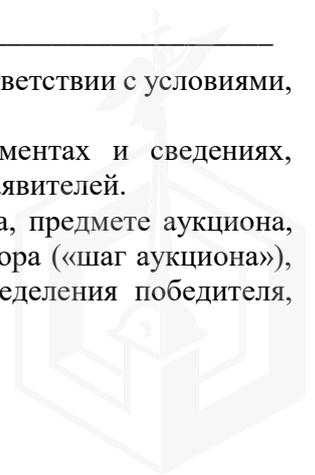 ветствии с условиями,
ментах и сведениях,
явителей.
а, предмете аукциона,
ора («шаг аукциона»),
еделения победителя,